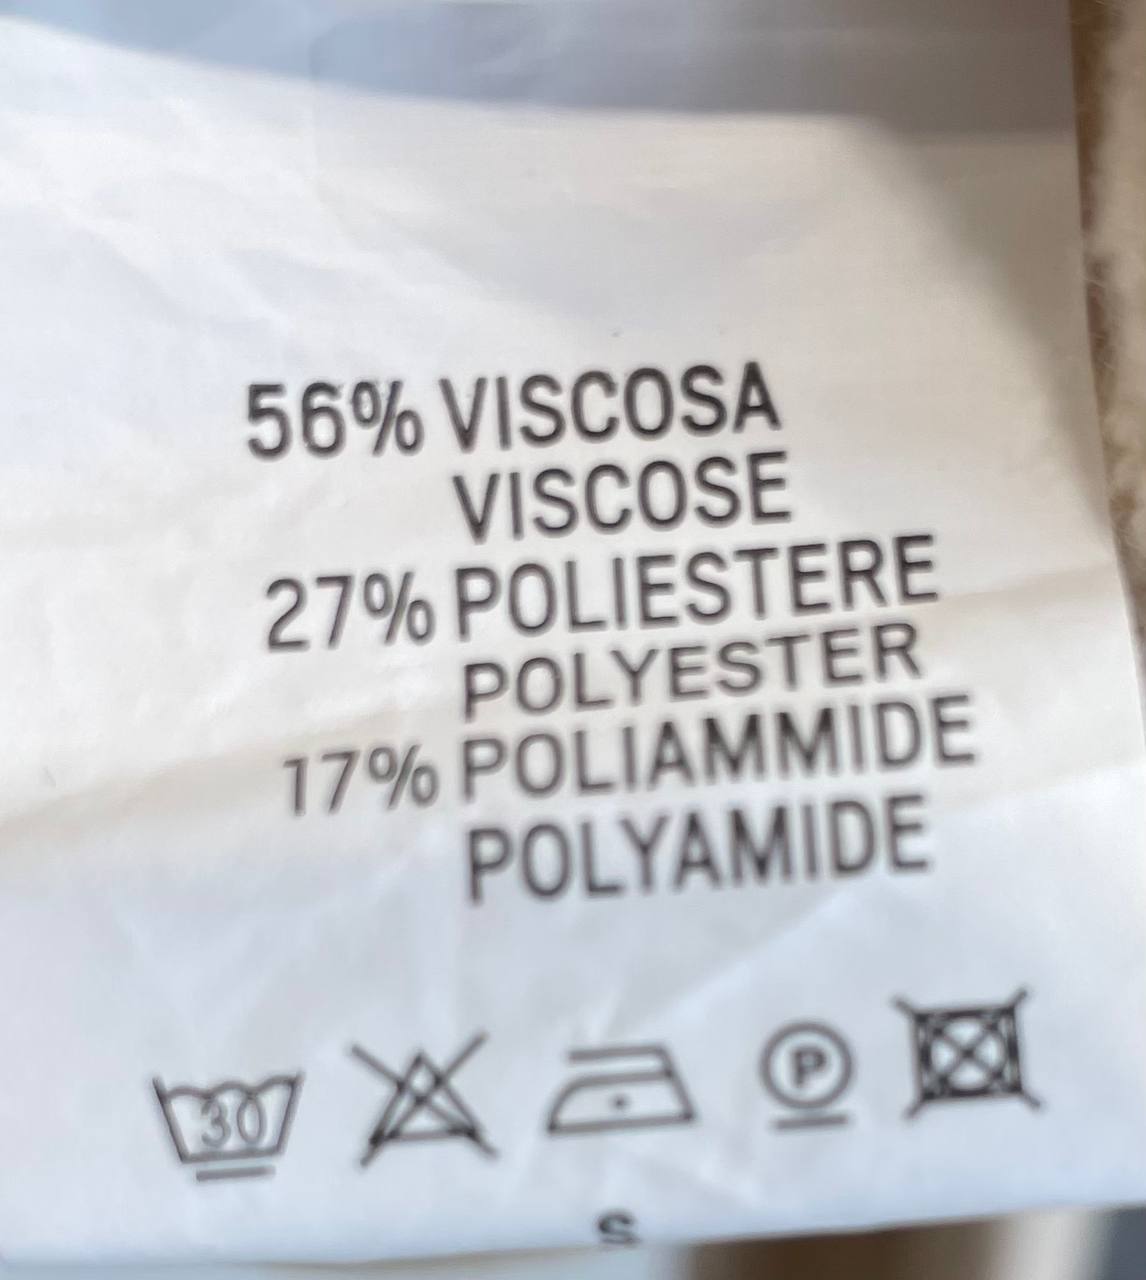 56% VISCOSA
VISCOSE
27% POLIESTERE
POLYESTER
17% POLIAMMIDE
POLYAMIDE
30 P
S